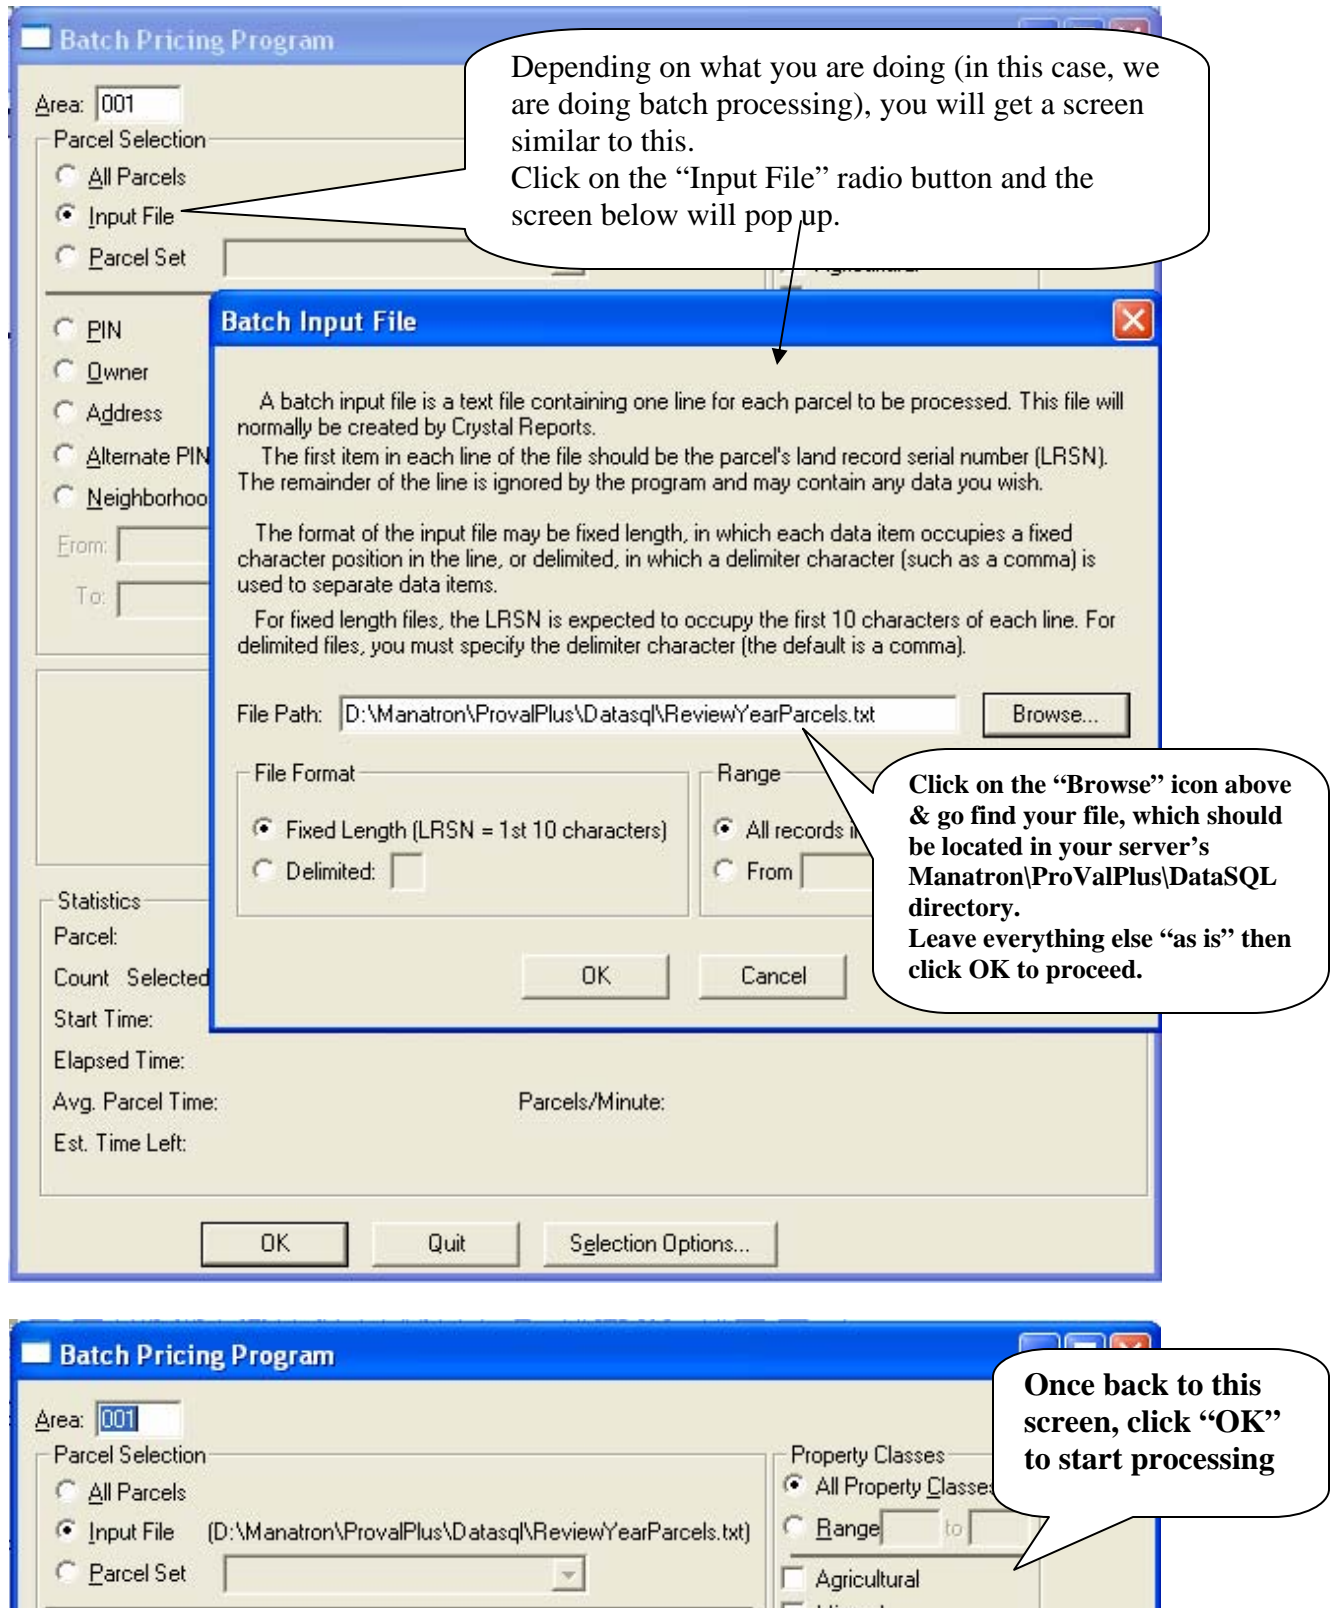 Batch Pricing Program
Depending on what you are doing (in this case, we
are doing batch processing), you will get a screen
similar to this.
Click on the “Input File” radio button and the
screen below will pop up.
Area: 001
Parcel Selection
All Parcels
Input File
Parcel Set
PIN
Owner
Address
Alternate PIN
Neighborhoo
From:
To:
Batch Input File
A batch input file is a text file containing one line for each parcel to be processed. This file will
normally be created by Crystal Reports.
The first item in each line of the file should be the parcel's land record serial number (LRSN).
The remainder of the line is ignored by the program and may contain any data you wish.
The format of the input file may be fixed length, in which each data item occupies a fixed
character position in the line, or delimited, in which a delimiter character (such as a comma) is
used to separate data items.
For fixed length files, the LRSN is expected to occupy the first 10 characters of each line. For
delimited files, you must specify the delimiter character (the default is a comma).
File Path: D:\Manatron\ProvalPlus\Datasql\ReviewYearParcels.txt Browse...
File Format
Fixed Length (LRSN = 1st 10 characters)
Delimited:
Range
All records i
From
Click on the “Browse” icon above
& go find your file, which should
be located in your server’s
Manatron\ProValPlus\DataSQL
directory.
Leave everything else “as is” then
click OK to proceed.
OK Cancel
Statistics
Parcel:
Count Selected
Start Time:
Elapsed Time:
Avg. Parcel Time: Parcels/Minute:
Est. Time Left:
OK Quit Selection Options...
Batch Pricing Program
Once back to this
screen, click “OK”
to start processing
Area: 001
Parcel Selection
All Parcels
Input File (D:\Manatron\ProvalPlus\Datasql\ReviewYearParcels.txt)
Parcel Set
Property Classes
All Property Classes
Range to
Agricultural